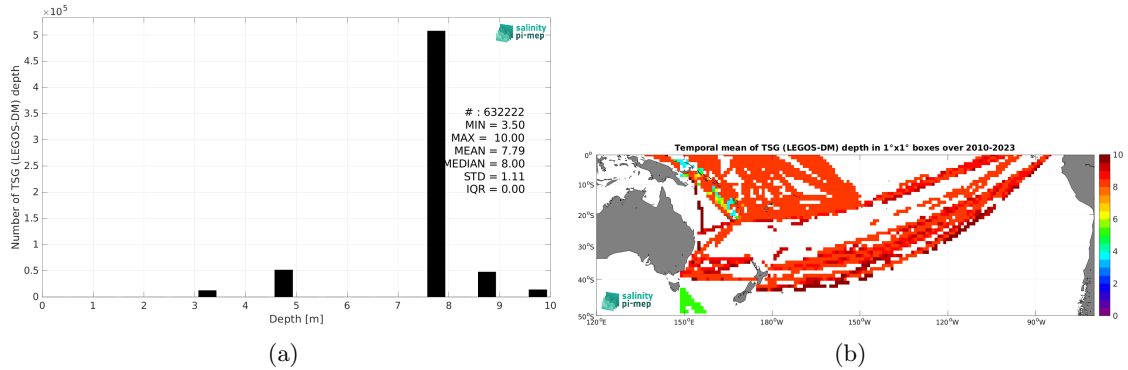 ×10^5
5
4.5
4
3.5
3
2.5
2
1.5
1
0.5
0
Number of TSG (LEGOS-DM) depth
salinity
pi-mep
# : 632222
MIN = 3.50
MAX = 10.00
MEAN = 7.79
MEDIAN = 8.00
STD = 1.11
IQR = 0.00
0 1 2 3 4 5 6 7 8 9 10
Depth [m]
(a)
Temporal mean of TSG (LEGOS-DM) depth in 1°x1° boxes over 2010-2023
0°
10°S
20°S
30°S
40°S
50°S
salinity
pi-mep
120°E 150°E 180°W 150°W 120°W 90°W
10
8
6
4
2
0
(b)